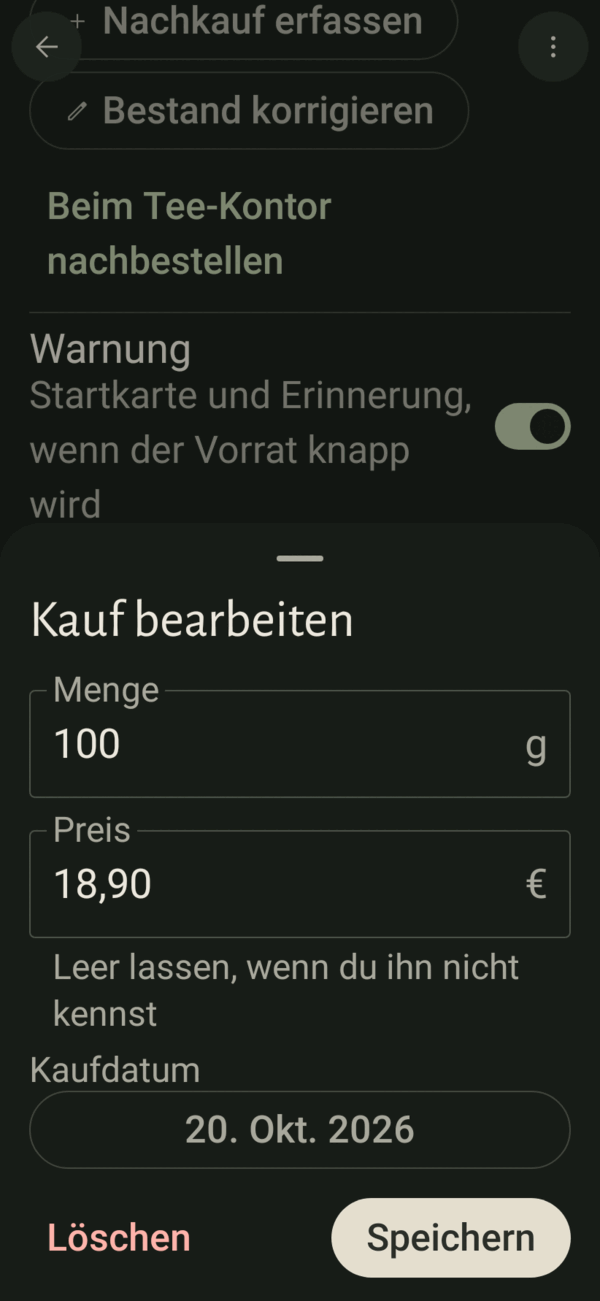 Nachkauf erfassen
Bestand korrigieren
Beim Tee-Kontor
nachbestellen
Warnung
Startkarte und Erinnerung,
wenn der Vorrat knapp
wird
Kauf bearbeiten
Menge
100 g
Preis
18,90 €
Leer lassen, wenn du ihn nicht
kennst
Kaufdatum
20. Okt. 2026
Löschen Speichern